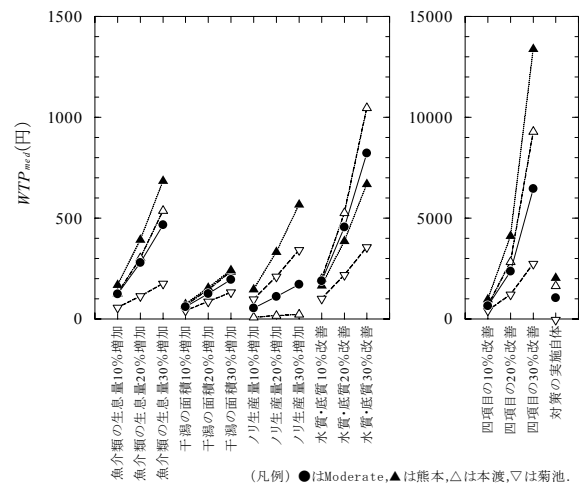 WTPmed(円)
1500
1000
500
0
15000
10000
5000
0
魚介類の生息量10%増加
魚介類の生息量20%増加
魚介類の生息量30%増加
干潟の面積10%増加
干潟の面積20%増加
干潟の面積30%増加
ノリ生産量10%増加
ノリ生産量20%増加
ノリ生産量30%増加
水質・底質10%改善
水質・底質20%改善
水質・底質30%改善
四項目の10%改善
四項目の20%改善
四項目の30%改善
対策の実施自体
(凡例) ●はModerate,▲は熊本,△は本渡,▽は菊池.